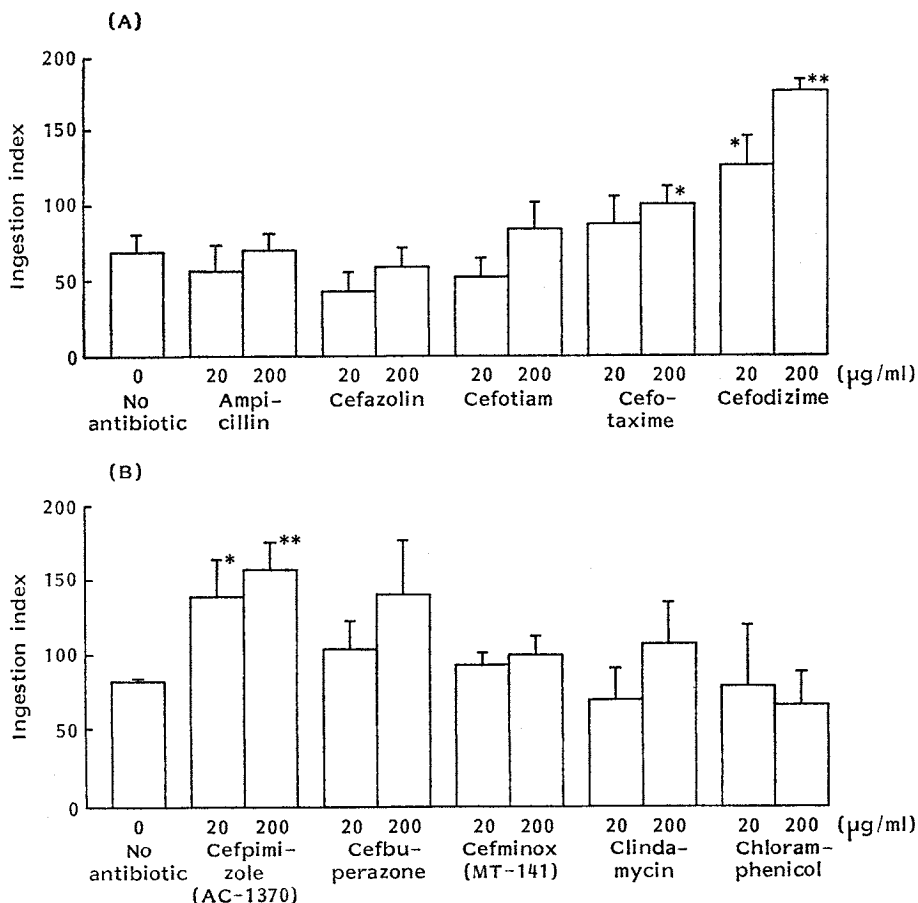 (A)
200
150
100
50
0
Ingestion index
*
**
*
0 20 200 20 200 20 200 20 200 20 200 (µg/ml)
No Ampi- Cefazolin Cefotiam Cefo- Cefodizime
antibiotic cillin taxime
(B)
200
150
100
50
0
Ingestion index
*
**
0 20 200 20 200 20 200 20 200 20 200 (µg/ml)
No Cefpimi- Cefbu- Cefminox Clinda- Chloram-
antibiotic zole perazone (MT-141) mycin phenicol
(AC-1370)